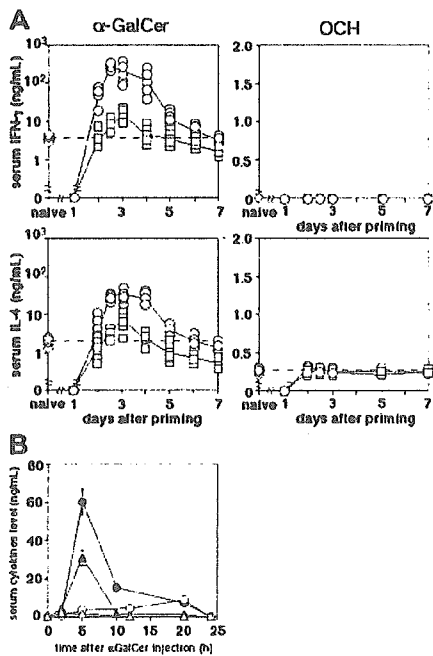 A
α-GalCer
OCH
serum IFN-γ (ng/mL)
10³
10²
10
1
0
naive
1
3
5
7
days after priming
2.0
1.5
1.0
0.5
0
naive
1
3
5
7
days after priming
serum IL-4 (ng/mL)
10³
10²
10
1
0
naive
1
3
5
7
days after priming
2.0
1.5
1.0
0.5
0
naive
1
3
5
7
days after priming
B
serum cytokines level (ng/mL)
80
60
40
20
0
0
5
10
15
20
25
time after αGalCer injection (h)